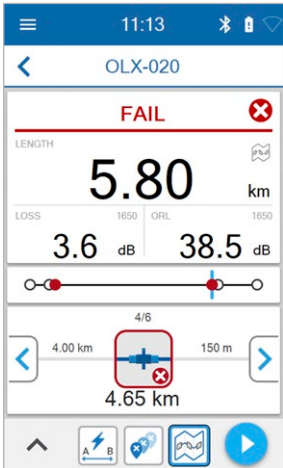 11:13
OLX-020
FAIL
LENGTH
5.80 km
LOSS 1650 ORL 1650
3.6 dB 38.5 dB
4/6
4.00 km 150 m
4.65 km
A B